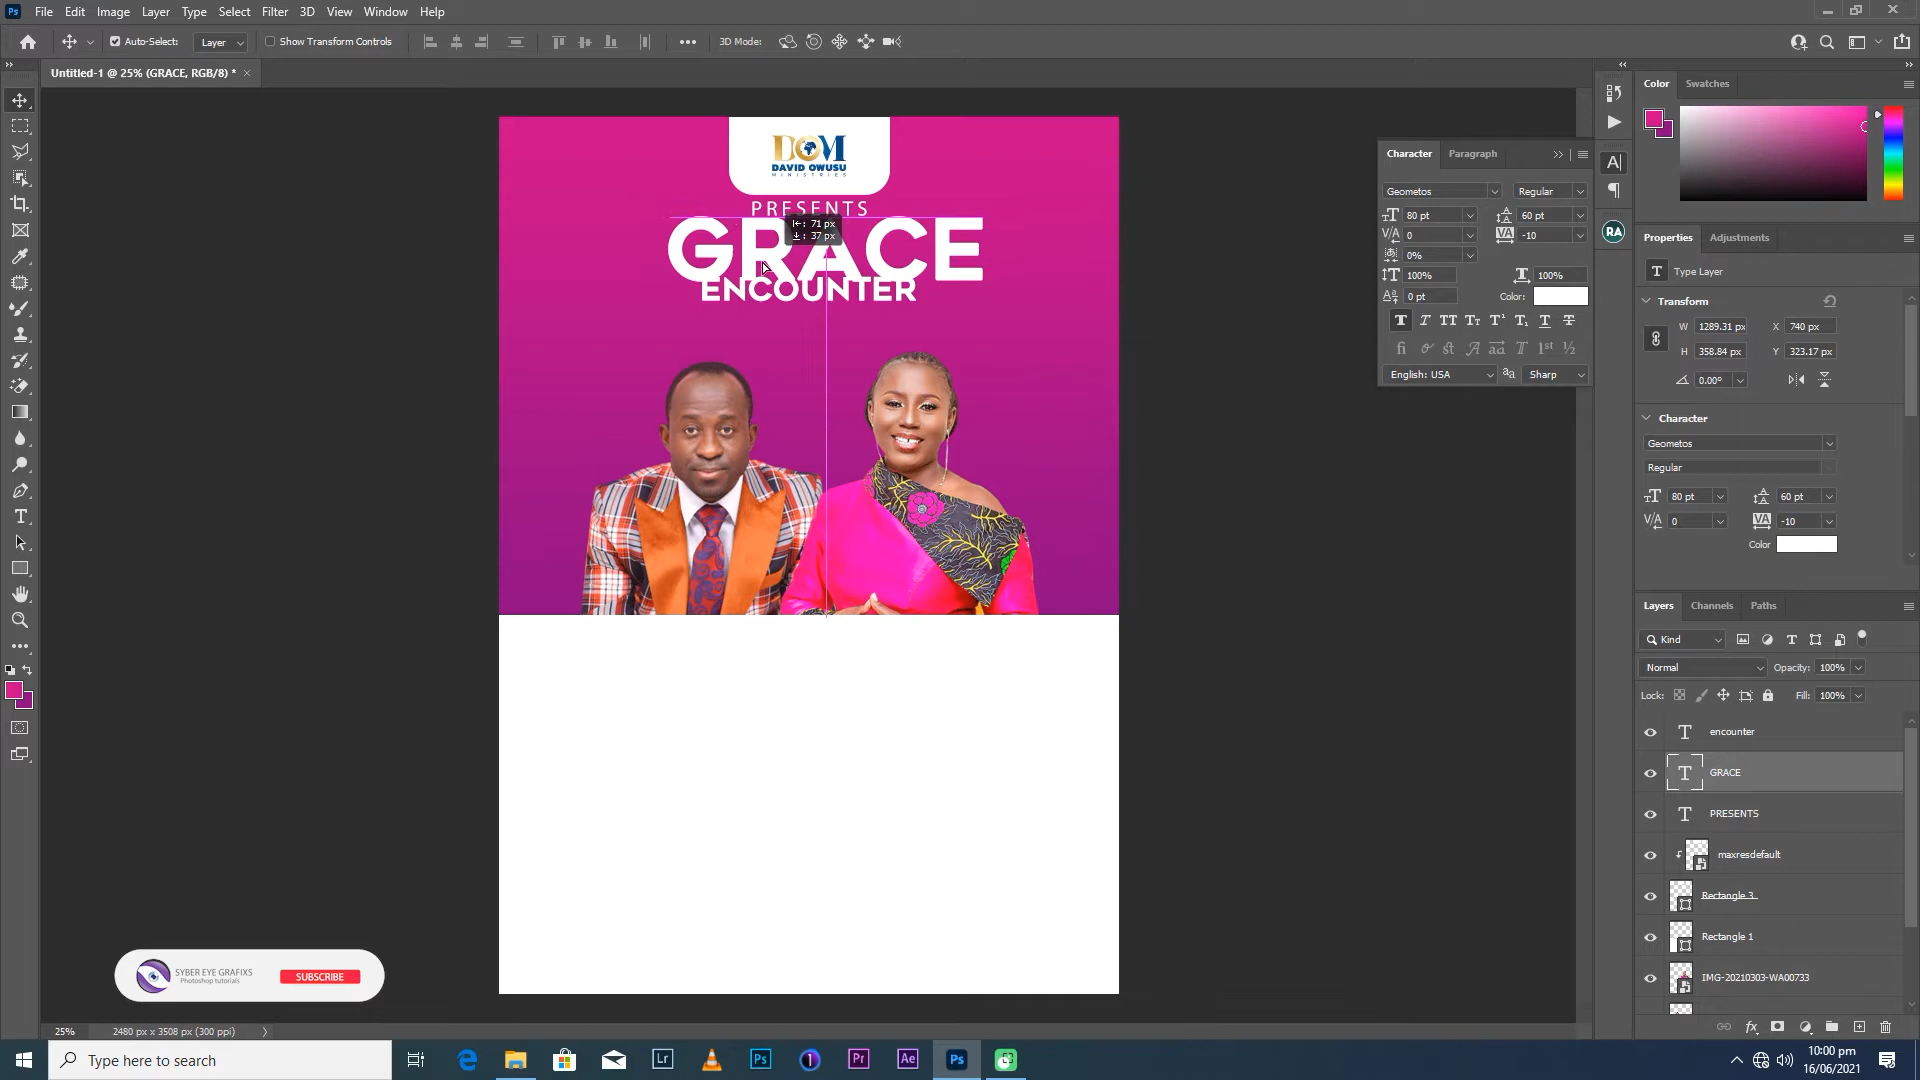 File Edit Image Layer Type Select Filter 3D View Window Help
Auto-Select: Layer Show Transform Controls 3D Mode:
Untitled-1 @ 25% (GRACE, RGB/8) *
DOM
DAVID OWUSU
MINISTRIES
PRESENTS
GRACE
ENCOUNTER
71 px
37 px
Character Paragraph
Geometos Regular
80 pt 60 pt
0 -10
0%
100% 100%
0 pt Color:
English: USA Sharp
Color Swatches
Properties Adjustments
Type Layer
Transform
W 1289.31 px X 740 px
H 358.84 px Y 323.17 px
0.00°
Character
Geometos
Regular
80 pt 60 pt
0 -10
Color
Layers Channels Paths
Kind
Normal Opacity: 100%
Lock: Fill: 100%
encounter
GRACE
PRESENTS
maxresdefault
Rectangle 3
Rectangle 1
IMG-20210303-WA00733
SYBER EYE GRAFIXS
Photoshop tutorials
SUBSCRIBE
25% 2480 px x 3508 px (300 ppi)
Type here to search
Lr Ps Pr Ae Ps
10:00 pm
16/06/2021